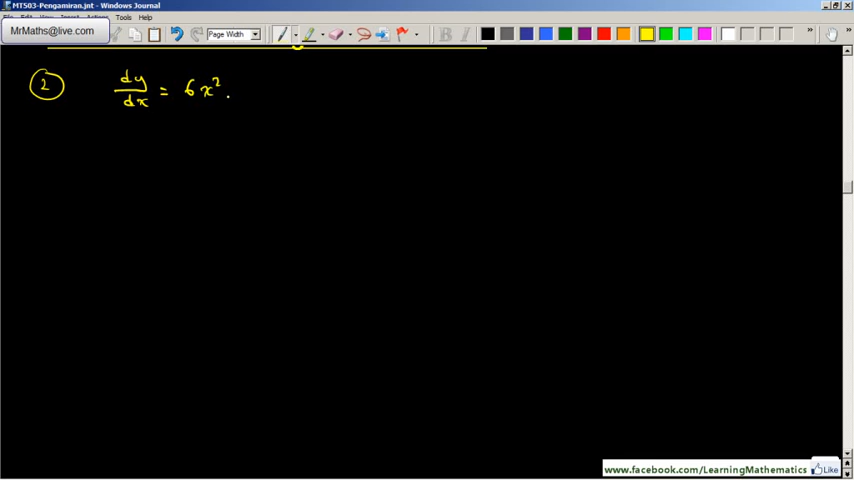 MT503-Pengamiran.jnt - Windows Journal
MrMaths@live.com
Tools Help
Page Width
② dy/dx = 6x².
www.facebook.com/LearningMathematics Like